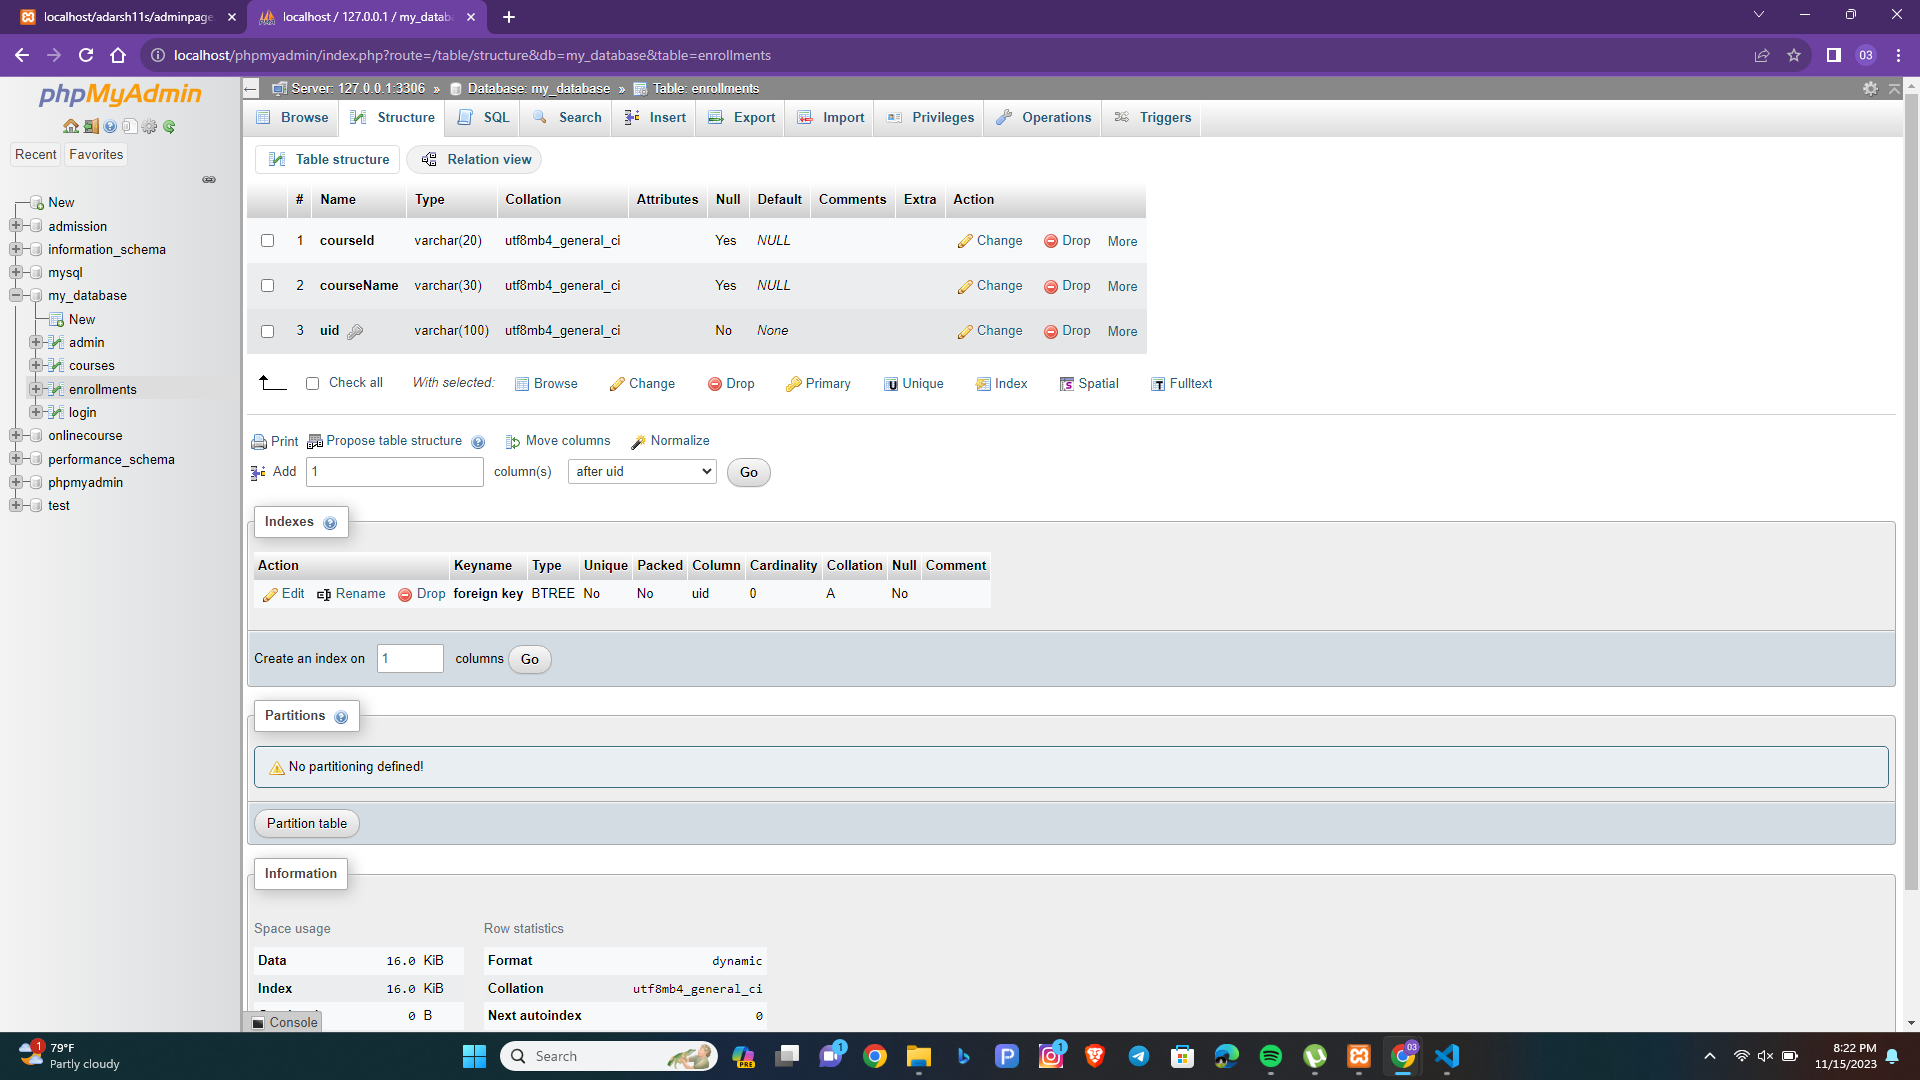 localhost/adarsh11s/adminpage
localhost / 127.0.0.1 / my_datab
localhost/phpmyadmin/index.php?route=/table/structure&db=my_database&table=enrollments
03
phpMyAdmin
Recent Favorites
New
admission
information_schema
mysql
my_database
New
admin
courses
enrollments
login
onlinecourse
performance_schema
phpmyadmin
test
Server: 127.0.0.1:3306 » Database: my_database » Table: enrollments
Browse Structure SQL Search Insert Export Import Privileges Operations Triggers
Table structure Relation view
# Name Type Collation Attributes Null Default Comments Extra Action
1 courseId varchar(20) utf8mb4_general_ci Yes NULL Change Drop More
2 courseName varchar(30) utf8mb4_general_ci Yes NULL Change Drop More
3 uid varchar(100) utf8mb4_general_ci No None Change Drop More
Check all With selected: Browse Change Drop Primary Unique Index Spatial Fulltext
Print Propose table structure Move columns Normalize
Add 1 column(s) after uid Go
Indexes
Action Keyname Type Unique Packed Column Cardinality Collation Null Comment
Edit Rename Drop foreign key BTREE No No uid 0 A No
Create an index on 1 columns Go
Partitions
No partitioning defined!
Partition table
Information
Space usage Row statistics
Data 16.0 KiB Format dynamic
Index 16.0 KiB Collation utf8mb4_general_ci
0 B Next autoindex 0
Console
1 79°F
Partly cloudy
Search
PRE
1
1
03
8:22 PM
11/15/2023